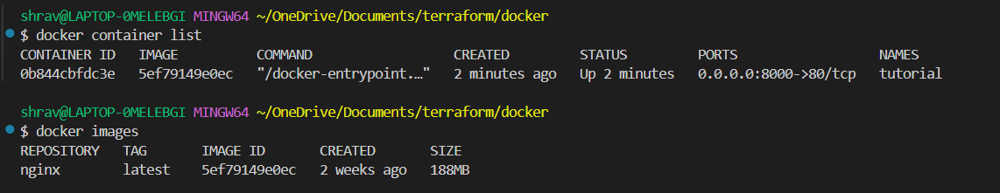 shrav@LAPTOP-0MELEBGI MINGW64 ~/OneDrive/Documents/terraform/docker
$ docker container list
CONTAINER ID   IMAGE          COMMAND                  CREATED         STATUS         PORTS                  NAMES
0b844cbfdc3e   5ef79149e0ec   "/docker-entrypoint.…"   2 minutes ago   Up 2 minutes   0.0.0.0:8000->80/tcp   tutorial
shrav@LAPTOP-0MELEBGI MINGW64 ~/OneDrive/Documents/terraform/docker
$ docker images
REPOSITORY   TAG       IMAGE ID       CREATED       SIZE
nginx        latest    5ef79149e0ec   2 weeks ago   188MB